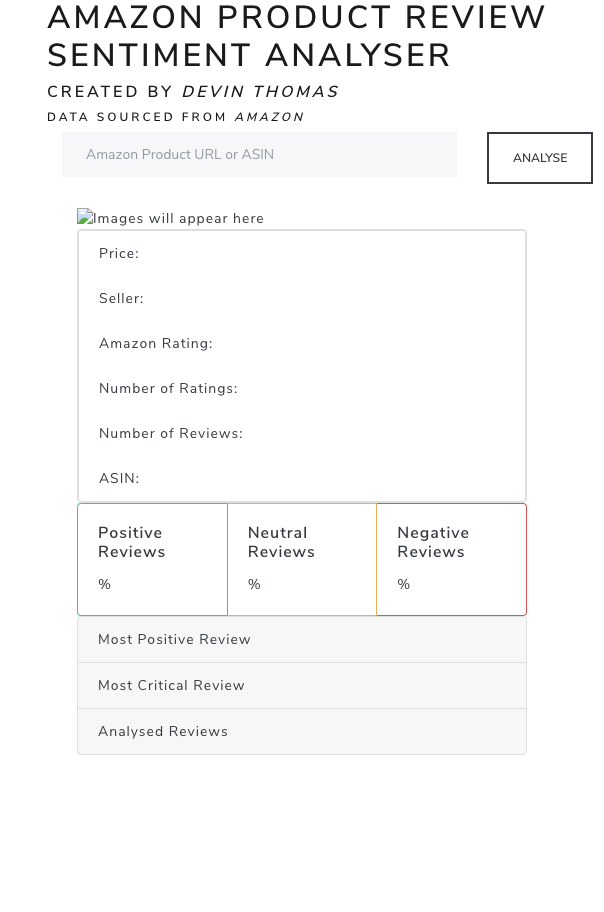 AMAZON PRODUCT REVIEW
SENTIMENT ANALYSER
CREATED BY DEVIN THOMAS
DATA SOURCED FROM AMAZON
Amazon Product URL or ASIN
ANALYSE
Images will appear here
Price:
Seller:
Amazon Rating:
Number of Ratings:
Number of Reviews:
ASIN:
Positive
Reviews
%
Neutral
Reviews
%
Negative
Reviews
%
Most Positive Review
Most Critical Review
Analysed Reviews